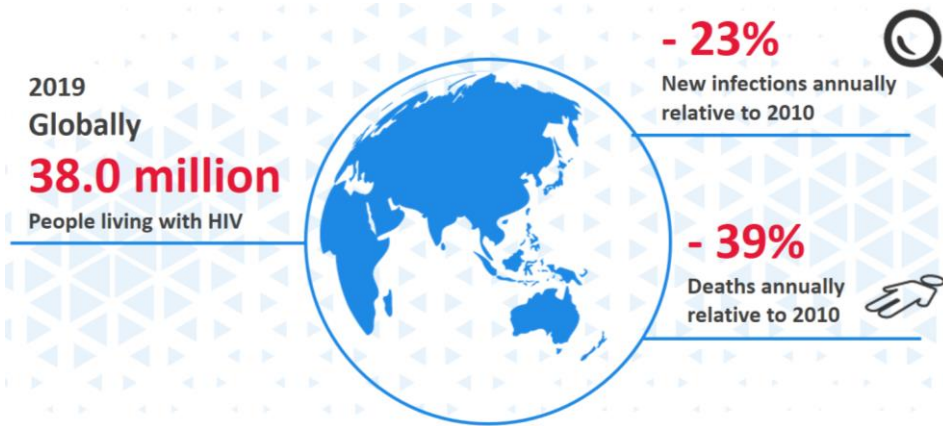 2019
Globally
38.0 million
People living with HIV
- 23%
New infections annually
relative to 2010
- 39%
Deaths annually
relative to 2010